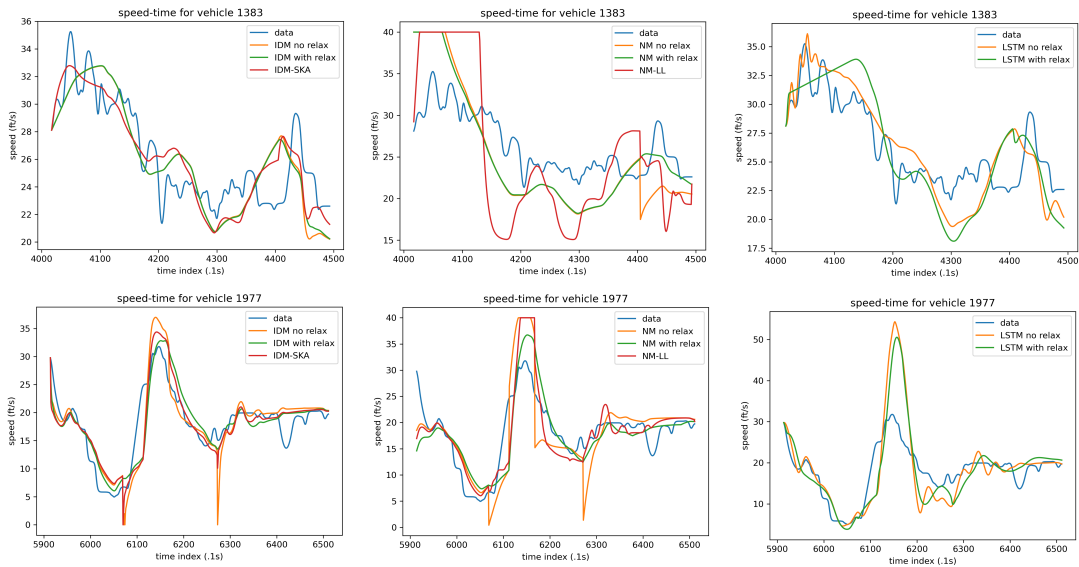 speed-time for vehicle 1383
36
34
32
30
28
26
24
22
20
speed (ft/s)
data
IDM no relax
IDM with relax
IDM-SKA
4000 4100 4200 4300 4400 4500
time index (.1s)
speed-time for vehicle 1383
40
35
30
25
20
15
speed (ft/s)
data
NM no relax
NM with relax
NM-LL
4000 4100 4200 4300 4400 4500
time index (.1s)
speed-time for vehicle 1383
35.0
32.5
30.0
27.5
25.0
22.5
20.0
17.5
speed (ft/s)
data
LSTM no relax
LSTM with relax
4000 4100 4200 4300 4400 4500
time index (.1s)
speed-time for vehicle 1977
35
30
25
20
15
10
5
0
speed (ft/s)
data
IDM no relax
IDM with relax
IDM-SKA
5900 6000 6100 6200 6300 6400 6500
time index (.1s)
speed-time for vehicle 1977
40
35
30
25
20
15
10
5
0
speed (ft/s)
data
NM no relax
NM with relax
NM-LL
5900 6000 6100 6200 6300 6400 6500
time index (.1s)
speed-time for vehicle 1977
50
40
30
20
10
speed (ft/s)
data
LSTM no relax
LSTM with relax
5900 6000 6100 6200 6300 6400 6500
time index (.1s)